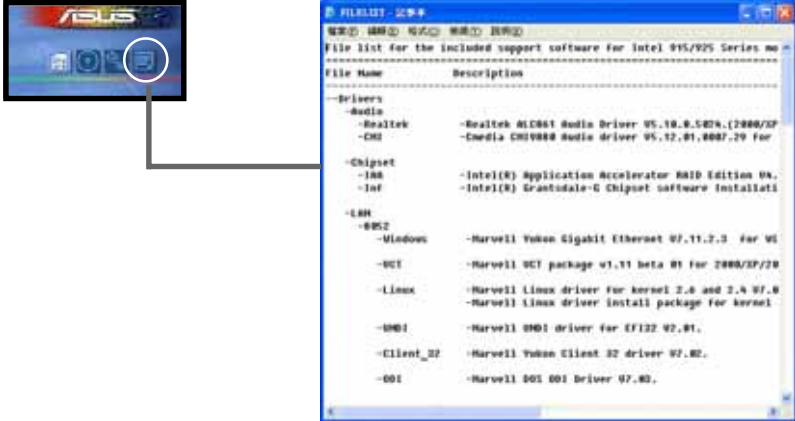 ASUS
FILELIST - 記事本
檔案(F) 編輯(E) 格式(O) 檢視(V) 說明(H)
File list for the included support software for Intel 915/925 Series mo
File Name Description
--Drivers
-Audio
-Realtek -Realtek ALC861 Audio Driver V5.10.0.5024.(2000/XP
-CMI -Cmedia CMI9880 Audio driver V5.12.01.0007.29 for
-Chipset
-IAA -Intel(R) Application Accelerator RAID Edition V4.
-Inf -Intel(R) Grantsdale-G Chipset software Installati
-LAN
-8052
-Windows -Marvell Yukon Gigabit Ethernet V7.11.2.3 for WI
-VCT -Marvell VCT package v1.11 beta 01 for 2000/XP/20
-Linux -Marvell Linux driver for kernel 2.6 and 2.4 V7.0
-Marvell Linux driver install package for kernel
-UNDI -Marvell UNDI driver for EFI32 V2.01.
-Client_32 -Marvell Yukon Client 32 driver V7.02.
-ODI -Marvell DOS ODI Driver V7.03.